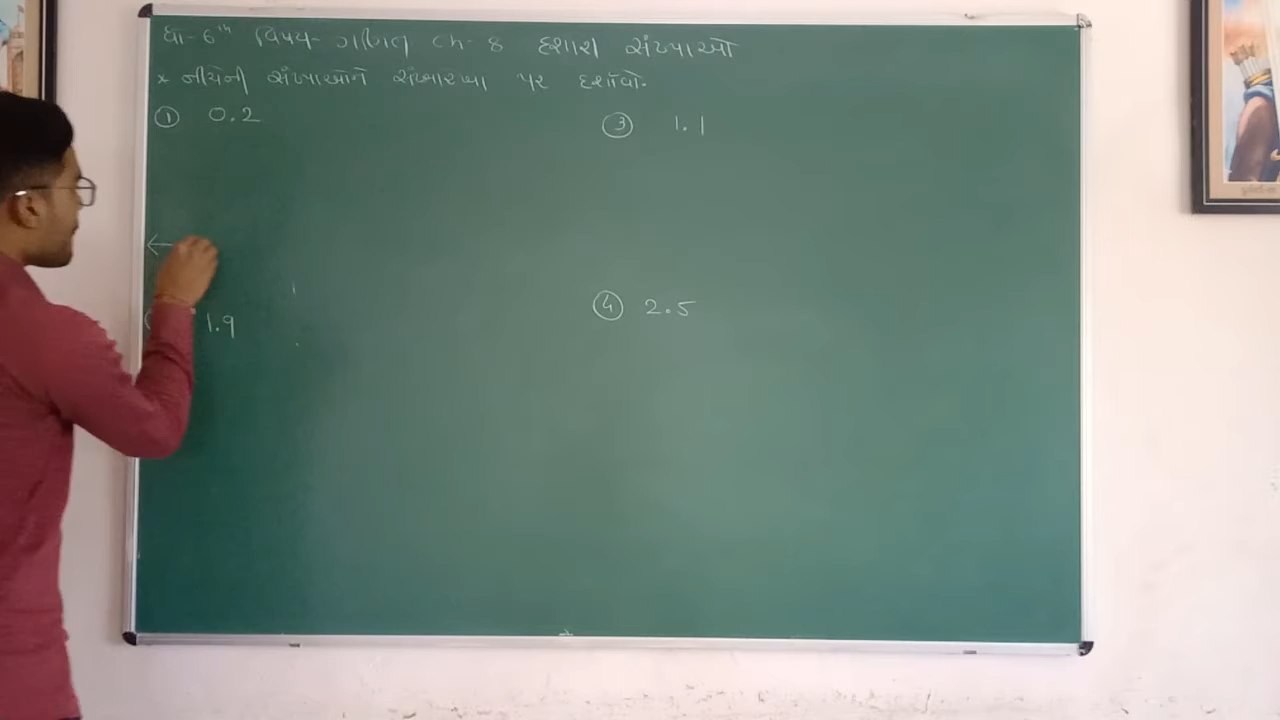 ધા-6th વિષય- ગણિત Ch-8 દશાંશ સંખ્યાઓ
* નીચેની સંખ્યાઓને સંખ્યારેખા પર દર્શાવો.
① 0.2
③ 1.1
1.9
④ 2.5